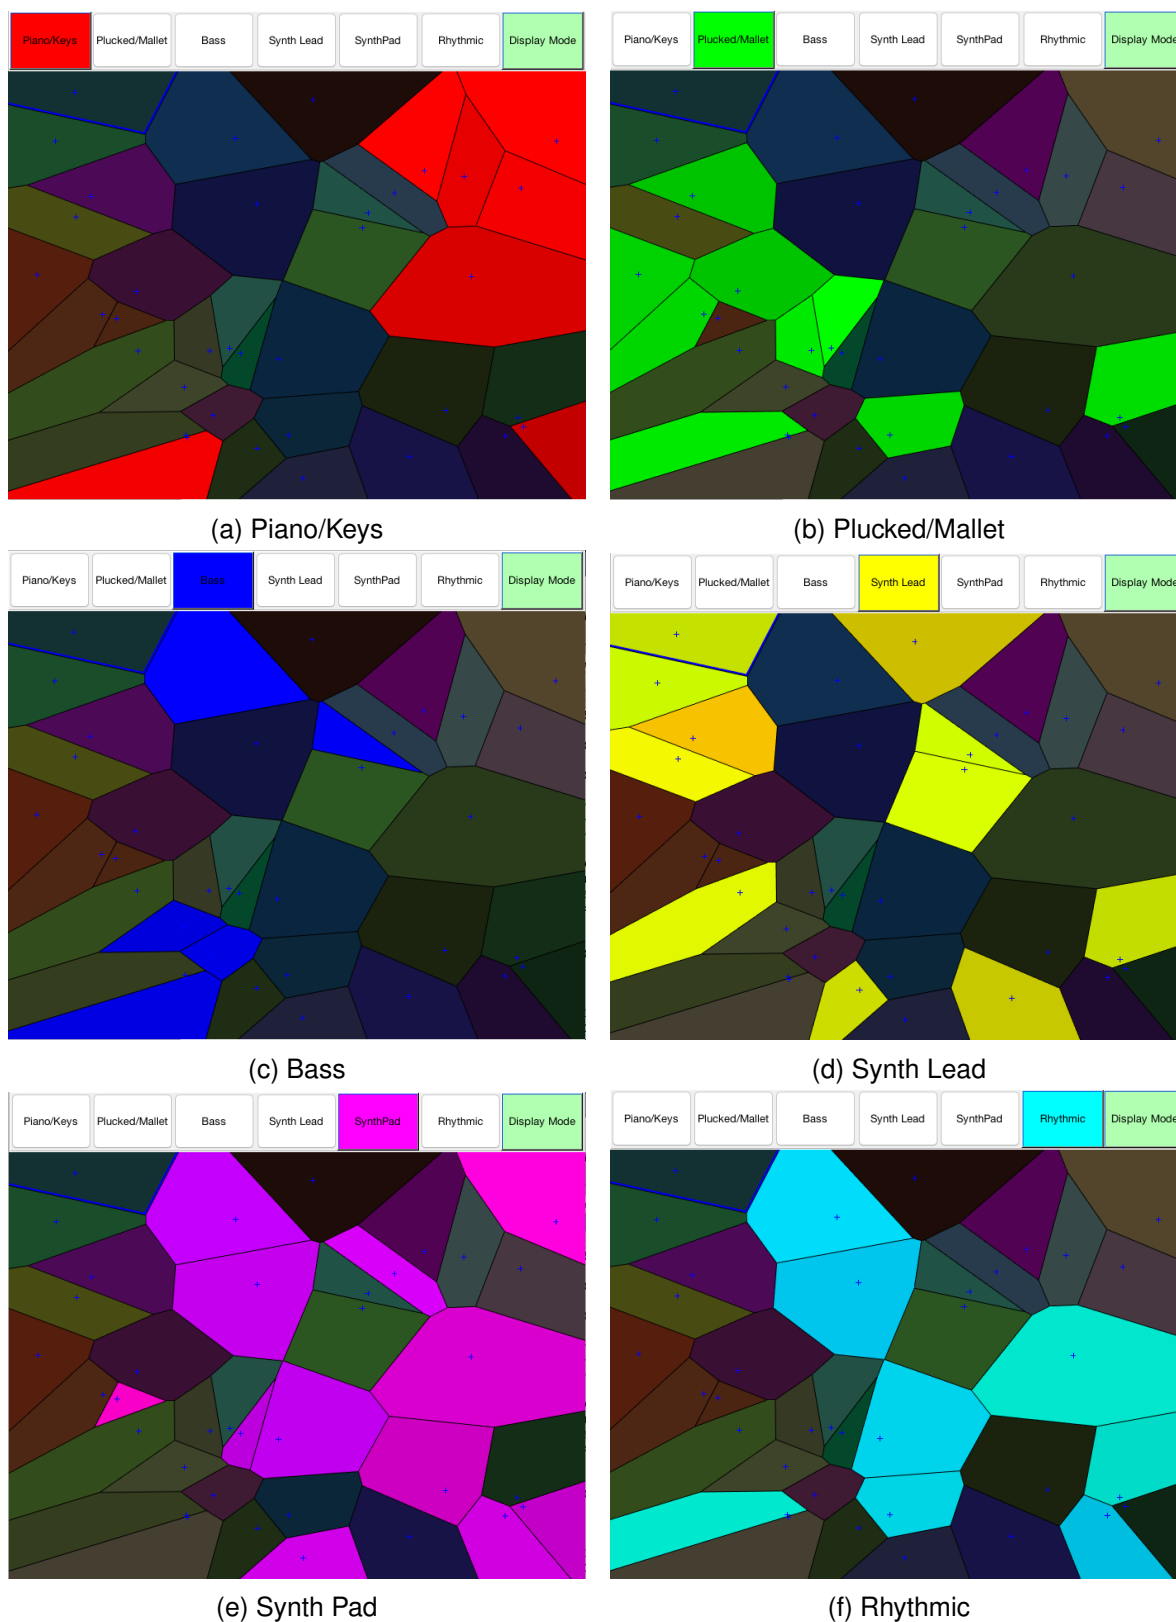 Piano/Keys Plucked/Mallet Bass Synth Lead SynthPad Rhythmic Display Mode
Piano/Keys Plucked/Mallet Bass Synth Lead SynthPad Rhythmic Display Mode
(a) Piano/Keys
(b) Plucked/Mallet
Piano/Keys Plucked/Mallet Bass Synth Lead SynthPad Rhythmic Display Mode
Piano/Keys Plucked/Mallet Bass Synth Lead SynthPad Rhythmic Display Mode
(c) Bass
(d) Synth Lead
Piano/Keys Plucked/Mallet Bass Synth Lead SynthPad Rhythmic Display Mode
Piano/Keys Plucked/Mallet Bass Synth Lead SynthPad Rhythmic Display Mode
(e) Synth Pad
(f) Rhythmic